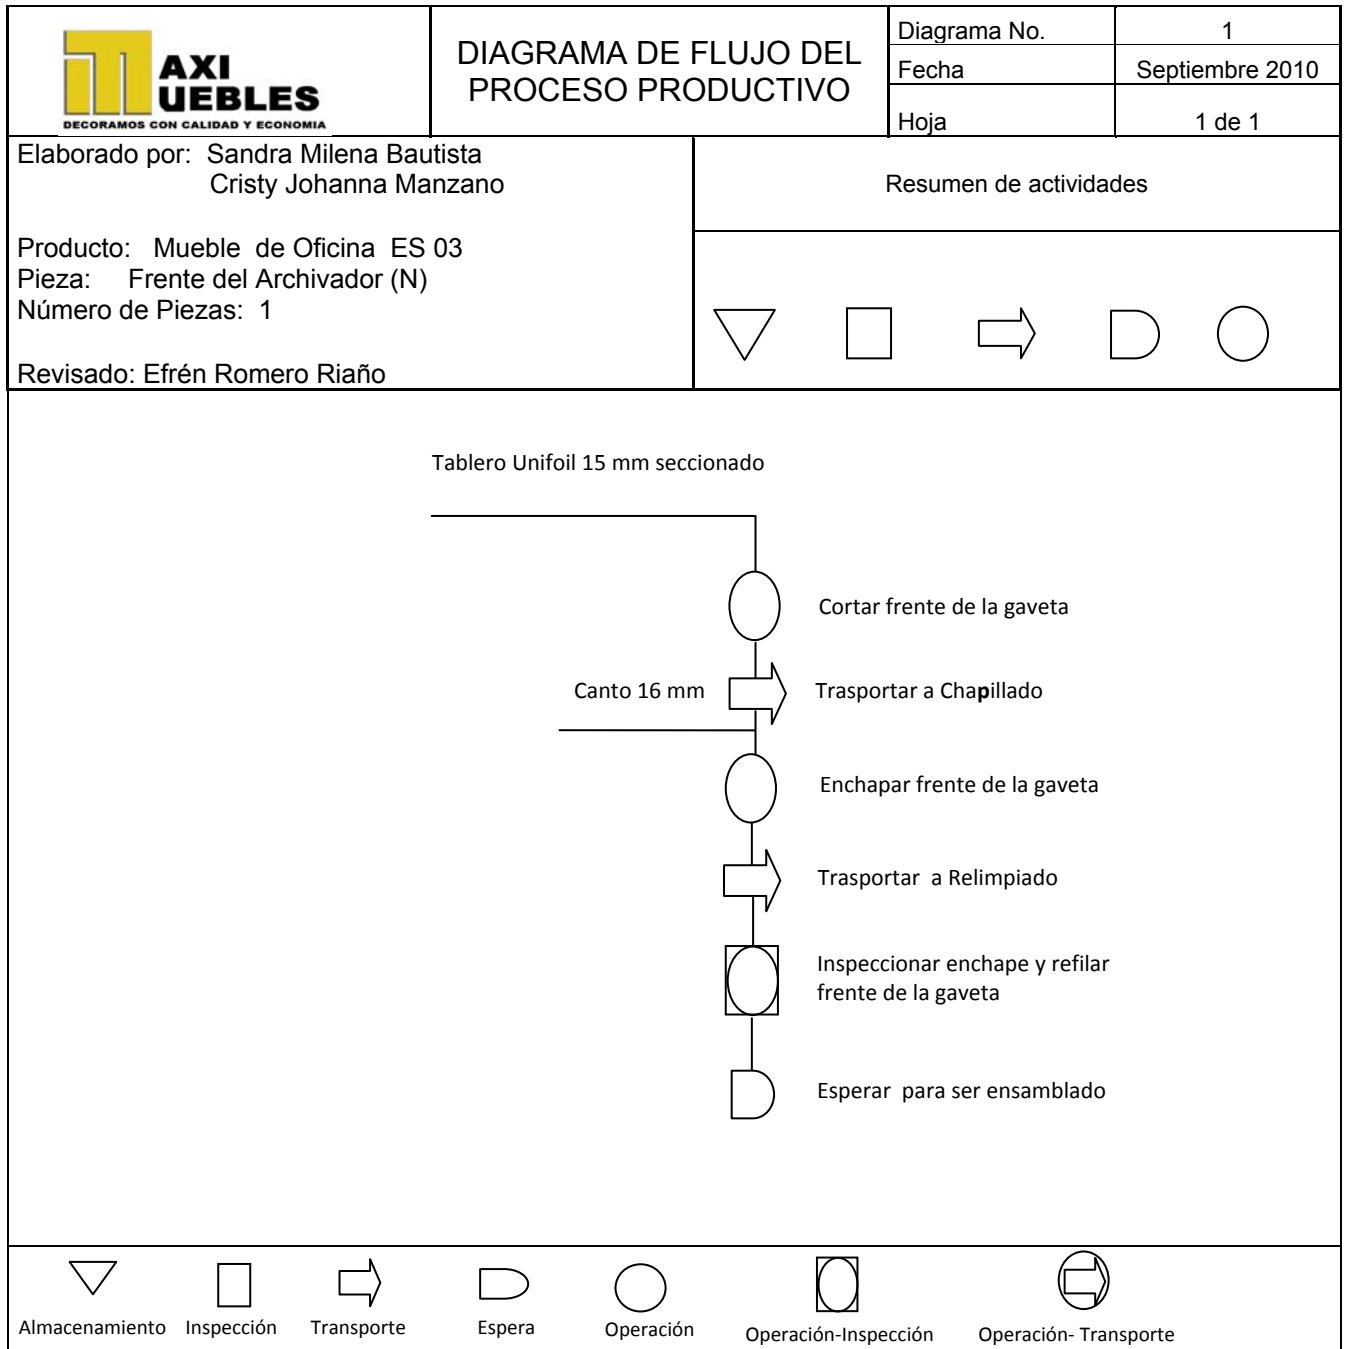 AXI
UEBLES
DECORAMOS CON CALIDAD Y ECONOMIA
DIAGRAMA DE FLUJO DEL
PROCESO PRODUCTIVO
Diagrama No. 1
Fecha Septiembre 2010
Hoja 1 de 1
Elaborado por: Sandra Milena Bautista
Cristy Johanna Manzano
Producto: Mueble de Oficina ES 03
Pieza: Frente del Archivador (N)
Número de Piezas: 1
Revisado: Efrén Romero Riaño
Resumen de actividades
Tablero Unifoil 15 mm seccionado
Cortar frente de la gaveta
Canto 16 mm
Trasportar a Chapillado
Enchapar frente de la gaveta
Trasportar a Relimpiado
Inspeccionar enchape y refilar
frente de la gaveta
Esperar para ser ensamblado
Almacenamiento Inspección Transporte Espera Operación Operación-Inspección Operación- Transporte